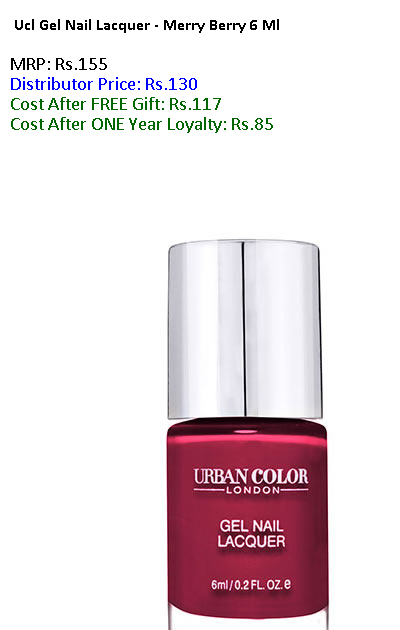 Ucl Gel Nail Lacquer - Merry Berry 6 Ml
MRP: Rs.155
Distributor Price: Rs.130
Cost After FREE Gift: Rs.117
Cost After ONE Year Loyalty: Rs.85
URBAN COLOR
LONDON
GEL NAIL
LACQUER
6ml/0.2 FL. OZ. e